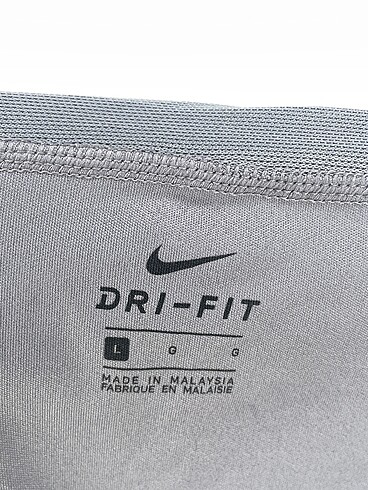 DRI-FIT
L G G
MADE IN MALAYSIA
FABRIQUE EN MALAISIE